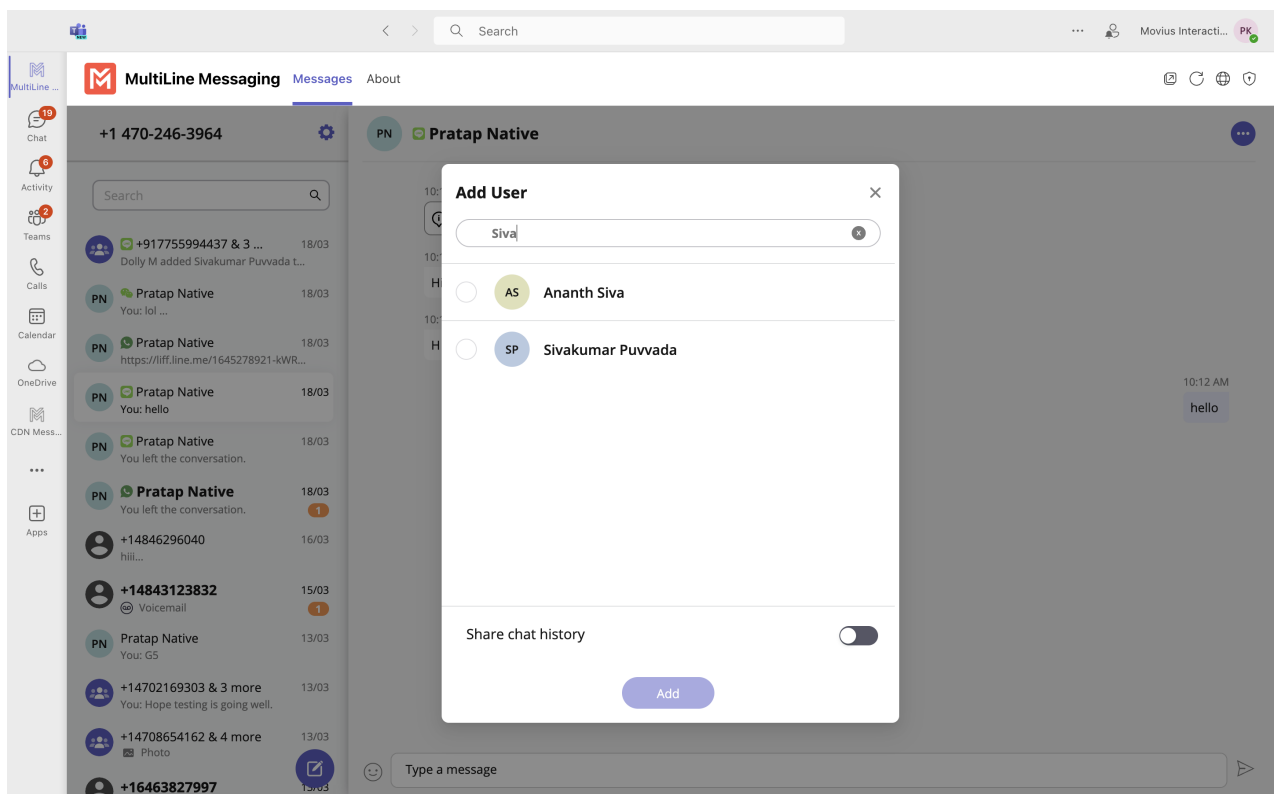 Search
Movius Interacti...
PK
MultiLine ...
19
Chat
6
Activity
2
Teams
Calls
Calendar
OneDrive
CDN Mess...
Apps
MultiLine Messaging
Messages
About
+1 470-246-3964
Search
+917755994437 & 3 ...
18/03
Dolly M added Sivakumar Puvvada t...
PN
Pratap Native
18/03
You: lol ...
PN
Pratap Native
18/03
https://liff.line.me/1645278921-kWR...
PN
Pratap Native
18/03
You: hello
PN
Pratap Native
18/03
You left the conversation.
PN
Pratap Native
18/03
You left the conversation.
1
+14846296040
16/03
hiii...
+14843123832
15/03
Voicemail
1
PN
Pratap Native
13/03
You: G5
+14702169303 & 3 more
13/03
You: Hope testing is going well.
+14708654162 & 4 more
13/03
Photo
+16463827997
13/03
PN
Pratap Native
10:12 AM
hello
Type a message
Add User
Siva
AS
Ananth Siva
SP
Sivakumar Puvvada
Share chat history
Add